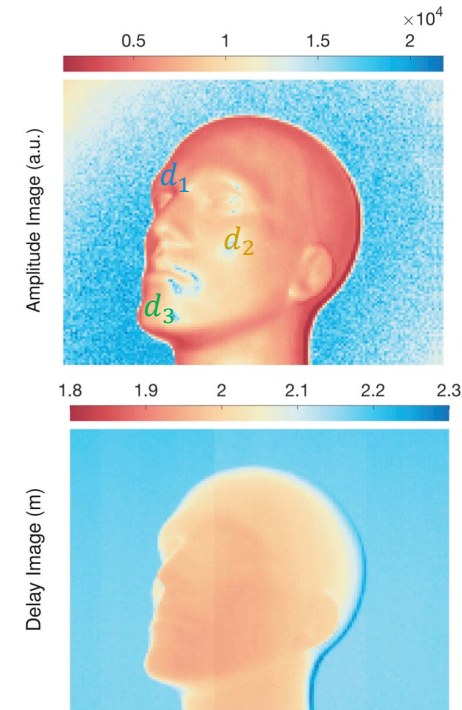 ×10⁴
0.5 1 1.5 2
Amplitude Image (a.u.)
d₁
d₂
d₃
1.8 1.9 2 2.1 2.2 2.3
Delay Image (m)